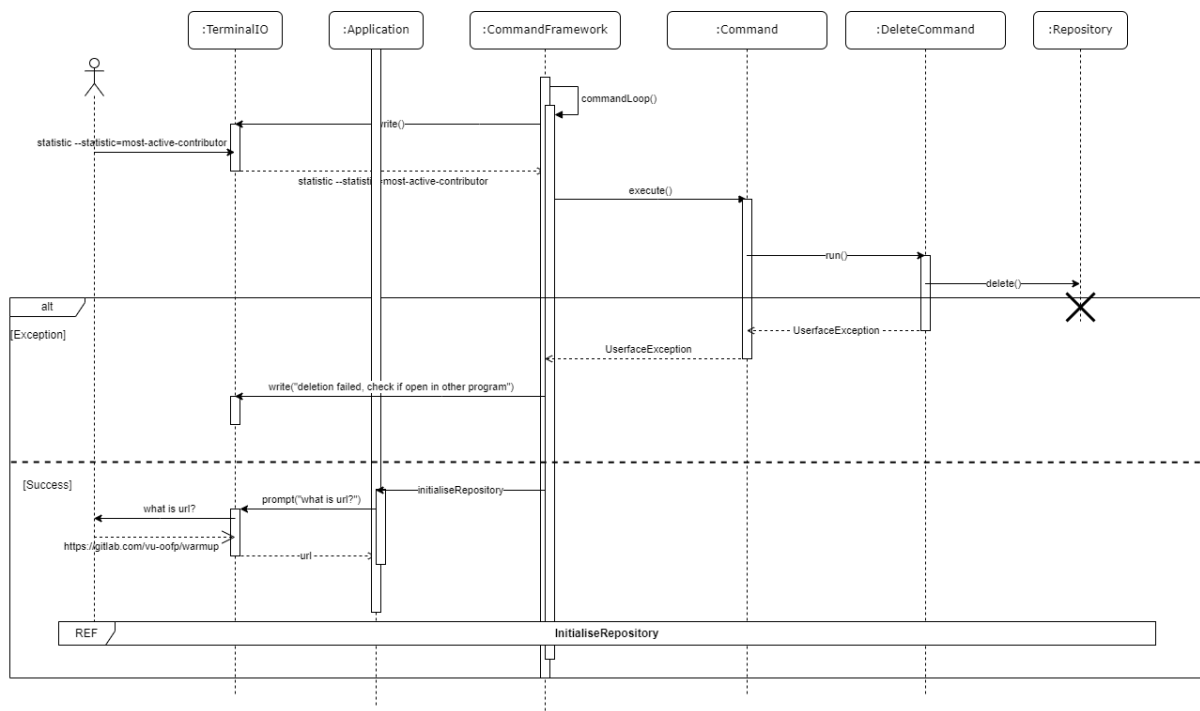 :TerminalIO
:Application
:CommandFramework
:Command
:DeleteCommand
:Repository
commandLoop()
write()
statistic --statistic=most-active-contributor
statistic --statistic=most-active-contributor
execute()
run()
delete()
alt
[Exception]
UserfaceException
UserfaceException
write("deletion failed, check if open in other program")
[Success]
initialiseRepository
prompt("what is url?")
what is url?
https://gitlab.com/vu-oofp/warmup
url
REF
InitialiseRepository